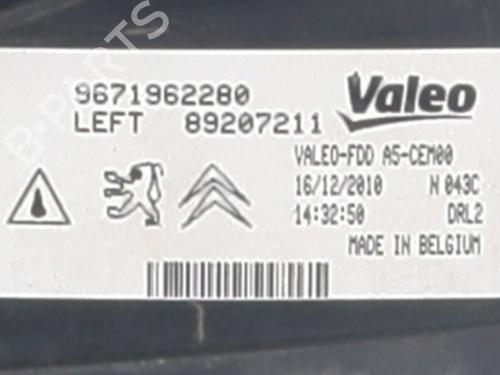 9671962280
Valeo
LEFT 89207211
VALEO-FDD A5-CEM00
16/12/2010 N 043C
14:32:50 DRL2
MADE IN BELGIUM
B-PARTS